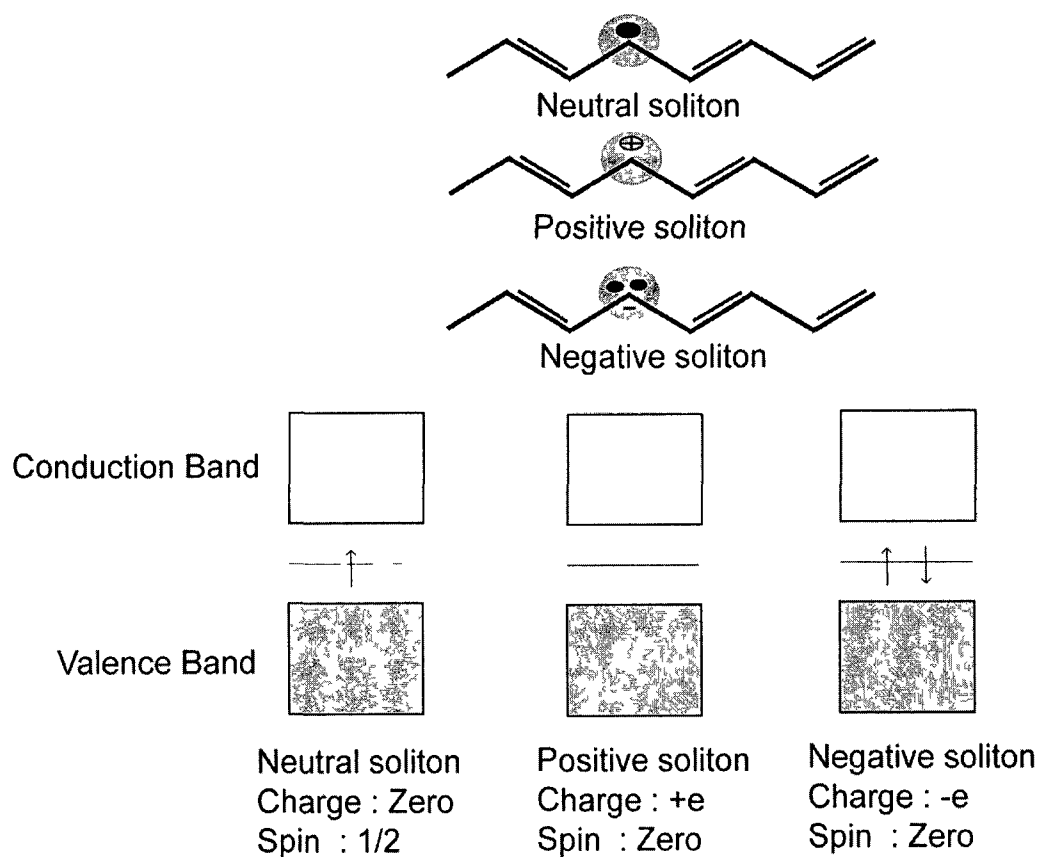 Neutral soliton
Positive soliton
Negative soliton
Conduction Band
Valence Band
Neutral soliton
Charge : Zero
Spin : 1/2
Positive soliton
Charge : +e
Spin : Zero
Negative soliton
Charge : -e
Spin : Zero